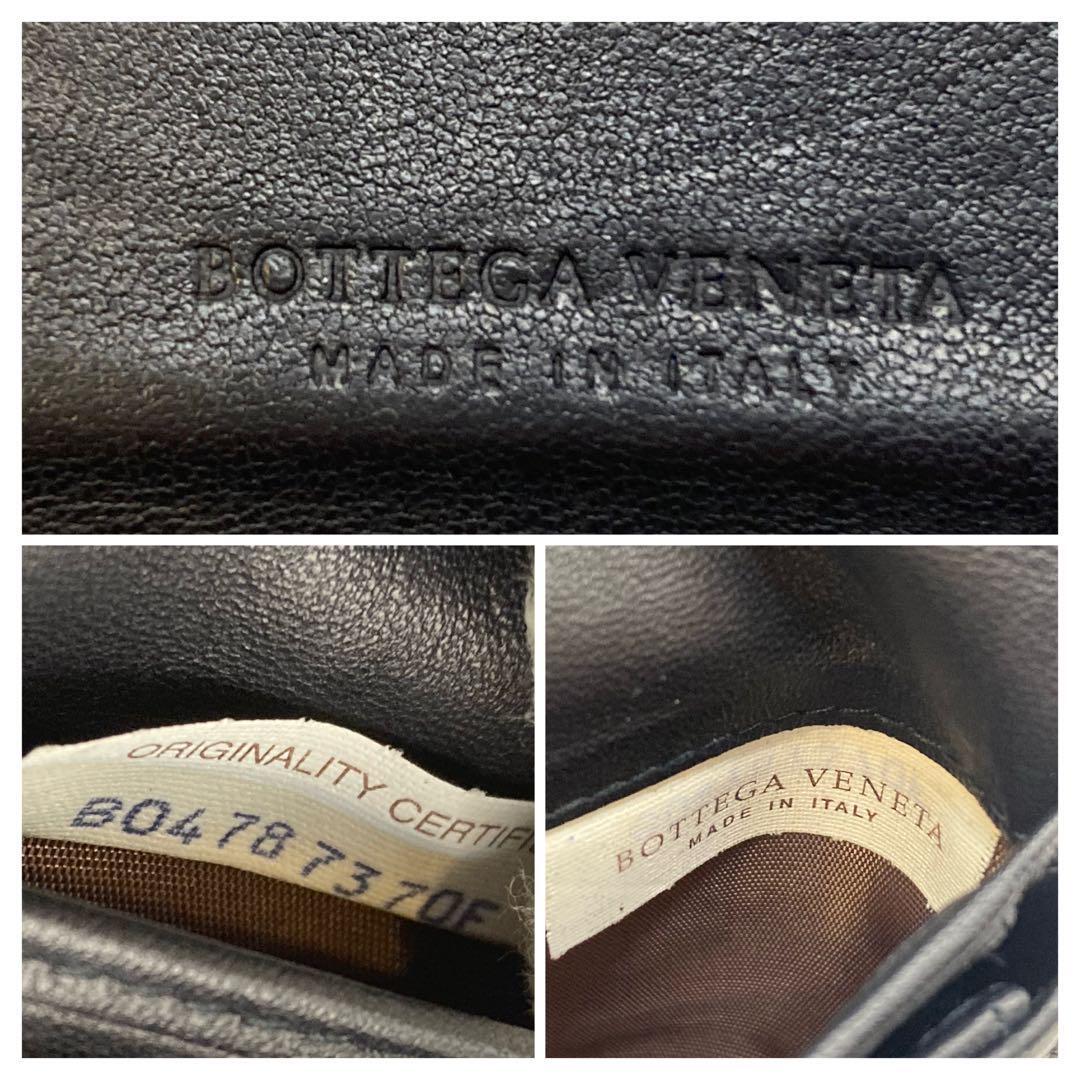 BOTTEGA VENETA
MADE IN ITALY
ORIGINALITY CERTIFI
B04787370F
BOTTEGA VENETA
MADE IN ITALY